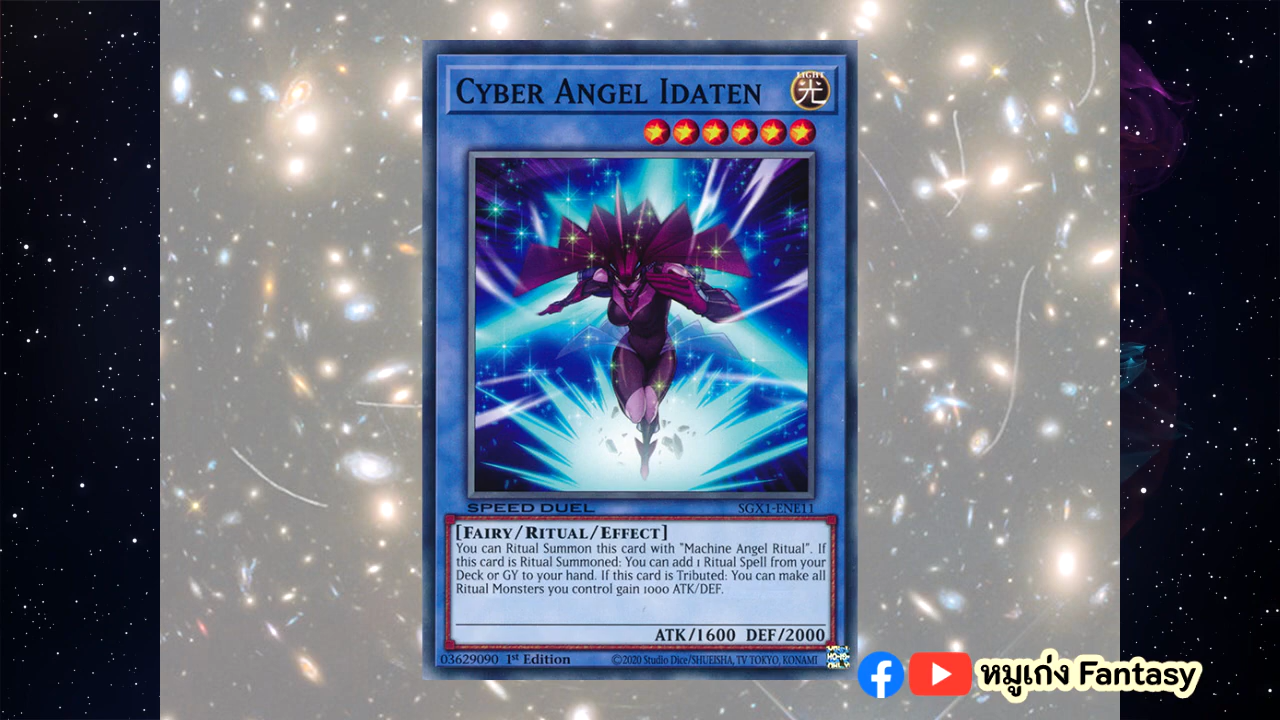 CYBER ANGEL IDATEN
LIGHT
光
SPEED DUEL
SGX1-ENE11
[FAIRY/RITUAL/EFFECT]
You can Ritual Summon this card with "Machine Angel Ritual". If
this card is Ritual Summoned: You can add 1 Ritual Spell from your
Deck or GY to your hand. If this card is Tributed: You can make all
Ritual Monsters you control gain 1000 ATK/DEF.
ATK/1600 DEF/2000
03629090 1st Edition ©2020 Studio Dice/SHUEISHA, TV TOKYO, KONAMI
หมูเก่ง Fantasy